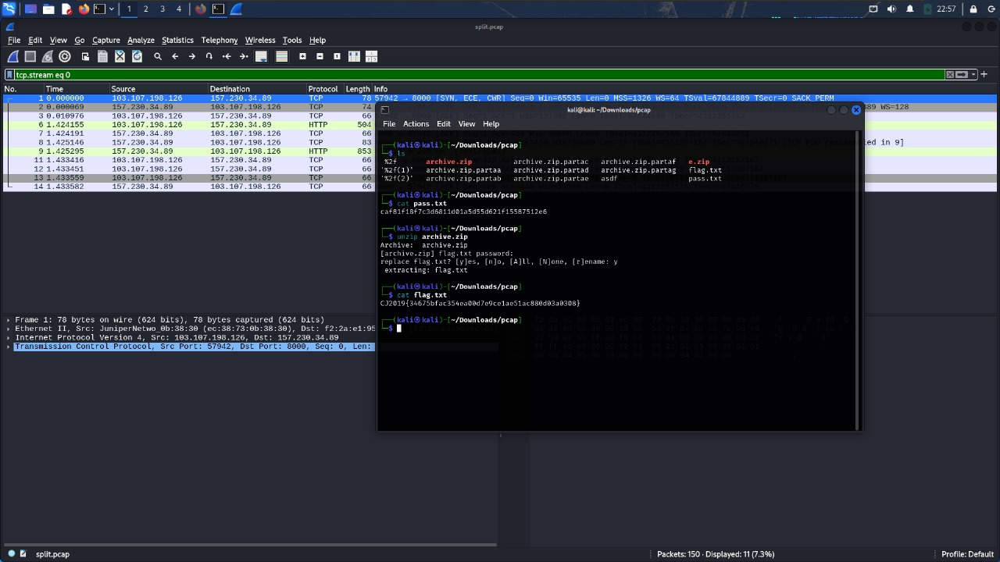 1 2 3 4 22:57
split.pcap
File Edit View Go Capture Analyze Statistics Telephony Wireless Tools Help
tcp.stream eq 0
No. Time Source Destination Protocol Length Info
1 0.000000 103.107.198.126 157.230.34.89 TCP 78 57942 → 8000 [SYN, ECE, CWR] Seq=0 Win=65535 Len=0 MSS=1326 WS=64 TSval=67844889 TSecr=0 SACK_PERM
2 0.000069 157.230.34.89 103.107.198.126 TCP 74 89 WS=128
3 0.010976 103.107.198.126 157.230.34.89 TCP 66
6 1.424155 103.107.198.126 157.230.34.89 HTTP 504
7 1.424191 157.230.34.89 103.107.198.126 TCP 66
8 1.425146 157.230.34.89 103.107.198.126 TCP 83 [TCP PDU reassembled in 9]
9 1.425295 157.230.34.89 103.107.198.126 HTTP 853
11 1.433416 103.107.198.126 157.230.34.89 TCP 66
12 1.433451 103.107.198.126 157.230.34.89 TCP 66
13 1.433559 103.107.198.126 157.230.34.89 TCP 66
14 1.433582 157.230.34.89 103.107.198.126 TCP 66
kali@kali: ~/Downloads/pcap
File Actions Edit View Help
(kali㉿kali)-[~/Downloads/pcap]
$ ls
%2f archive.zip archive.zip.partac archive.zip.partaf e.zip
'%2f(1)' archive.zip.partaa archive.zip.partad archive.zip.partag flag.txt
'%2f(2)' archive.zip.partab archive.zip.partae asdf pass.txt
(kali㉿kali)-[~/Downloads/pcap]
$ cat pass.txt
caf81f18f7c3d6811d01a5d55d621f15587512e6
(kali㉿kali)-[~/Downloads/pcap]
$ unzip archive.zip
Archive: archive.zip
[archive.zip] flag.txt password:
replace flag.txt? [y]es, [n]o, [A]ll, [N]one, [r]ename: y
extracting: flag.txt
(kali㉿kali)-[~/Downloads/pcap]
$ cat flag.txt
CJ2019{34675bfac354ea00d7e9ce1ae51ac880d03a0308}
(kali㉿kali)-[~/Downloads/pcap]
$
Frame 1: 78 bytes on wire (624 bits), 78 bytes captured (624 bits)
Ethernet II, Src: JuniperNetwo_0b:38:30 (ec:38:73:0b:38:30), Dst: f2:2a:e1:95
Internet Protocol Version 4, Src: 103.107.198.126, Dst: 157.230.34.89
Transmission Control Protocol, Src Port: 57942, Dst Port: 8000, Seq: 0, Len:
split.pcap Packets: 150 · Displayed: 11 (7.3%) Profile: Default